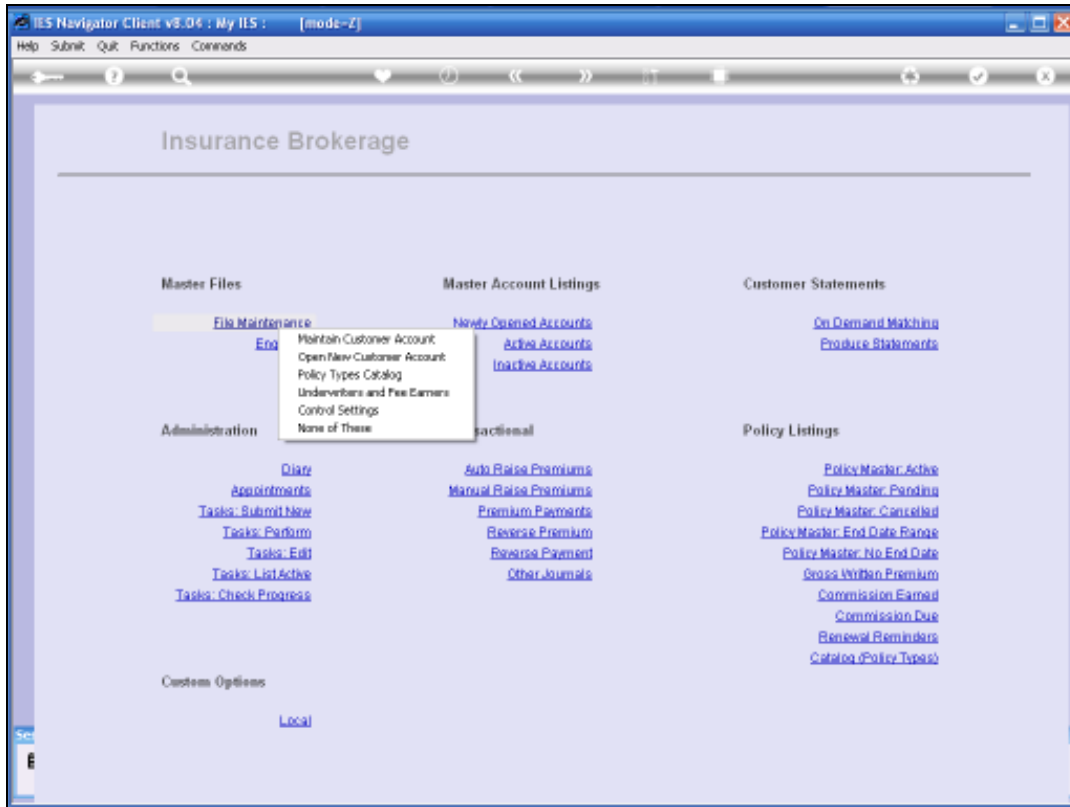 IES Navigator Client v8.04 : My IES : [mode=Z]
Help Submit Quit Functions Commands
Insurance Brokerage
Master Files
File Maintenance
Maintain Customer Account
Open New Customer Account
Policy Types Catalog
Underwriters and Fee Earners
Control Settings
None of These
Master Account Listings
Newly Opened Accounts
Active Accounts
Inactive Accounts
Customer Statements
On Demand Matching
Produce Statements
Administration
Diary
Appointments
Tasks: Submit New
Tasks: Perform
Tasks: Edit
Tasks: List Active
Tasks: Check Progress
Auto Raise Premiums
Manual Raise Premiums
Premium Payments
Reverse Premium
Reverse Payment
Other Journals
Policy Listings
Policy Master: Active
Policy Master: Pending
Policy Master: Cancelled
Policy Master: End Date Range
Policy Master: No End Date
Gross Written Premium
Commission Earned
Commission Due
Renewal Reminders
Catalog (Policy Types)
Custom Options
Local